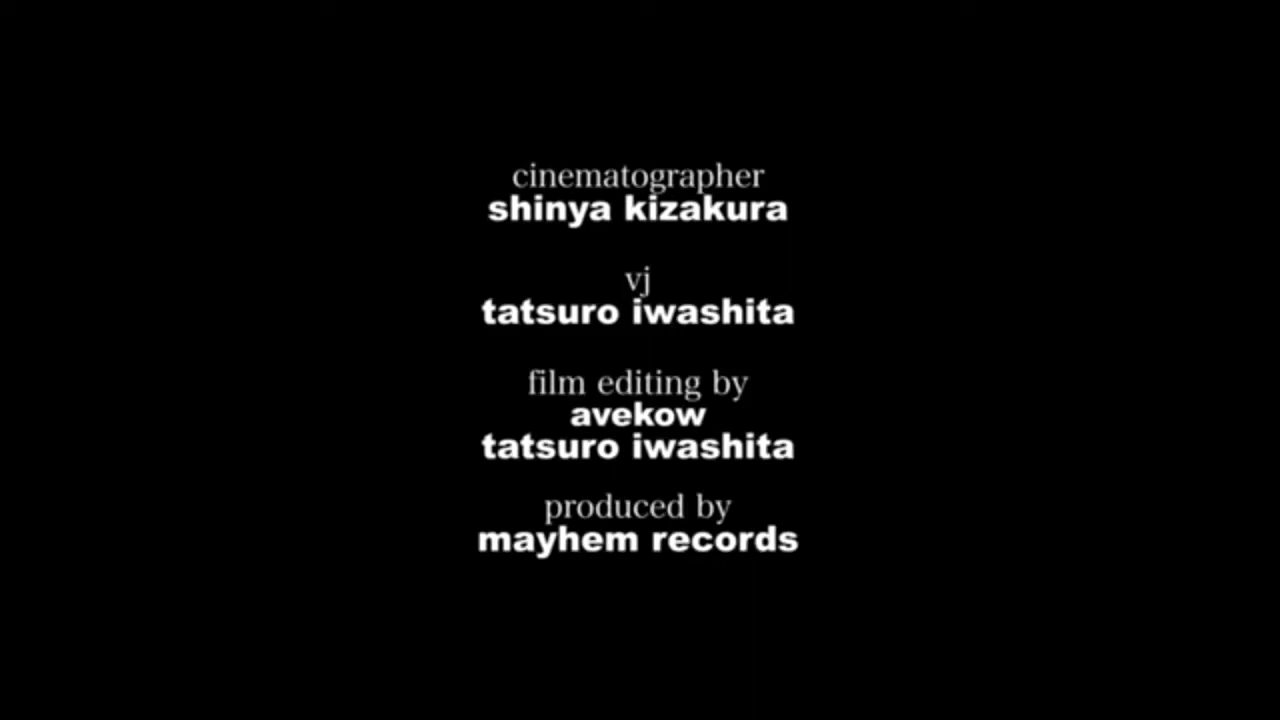 cinematographer
shinya kizakura
vj
tatsuro iwashita
film editing by
avekow
tatsuro iwashita
produced by
mayhem records